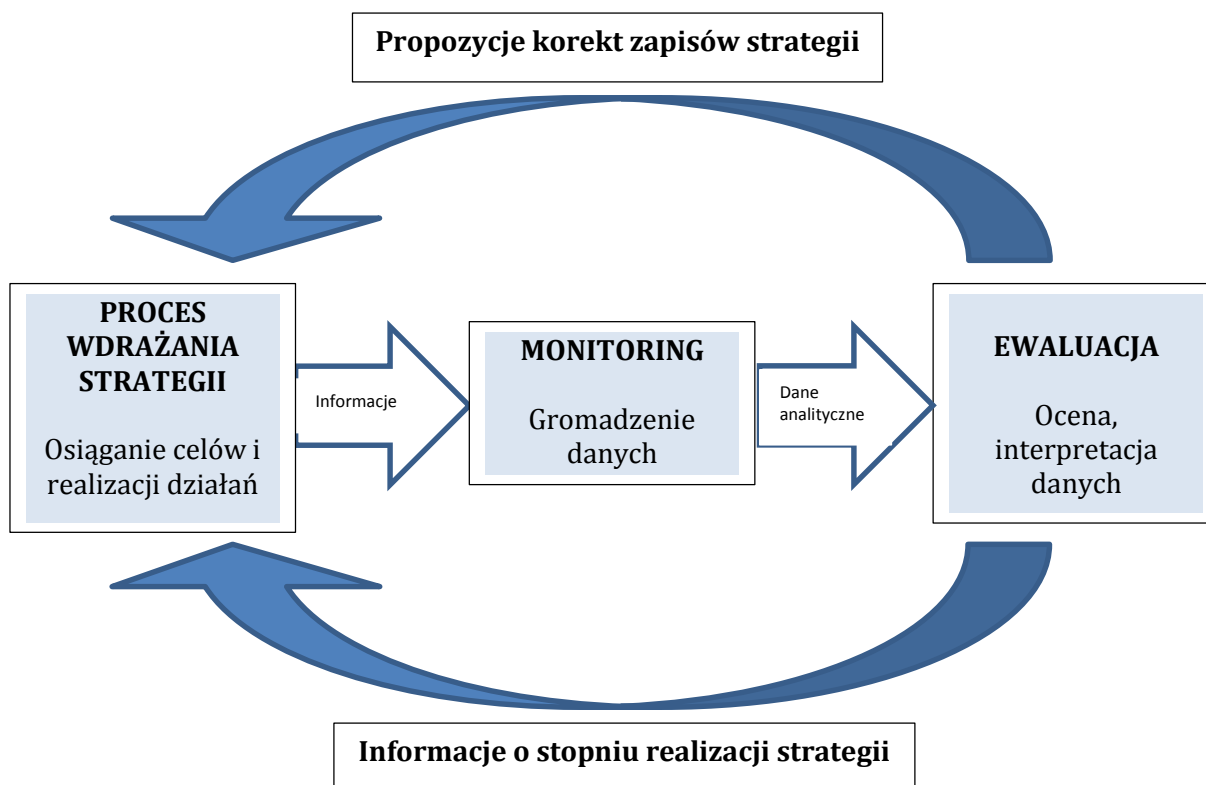 Propozycje korekt zapisów strategii
PROCES
WDRAŻANIA
STRATEGII
Osiąganie celów i
realizacji działań
Informacje
MONITORING
Gromadzenie
danych
Dane
analityczne
EWALUACJA
Ocena,
interpretacja
danych
Informacje o stopniu realizacji strategii